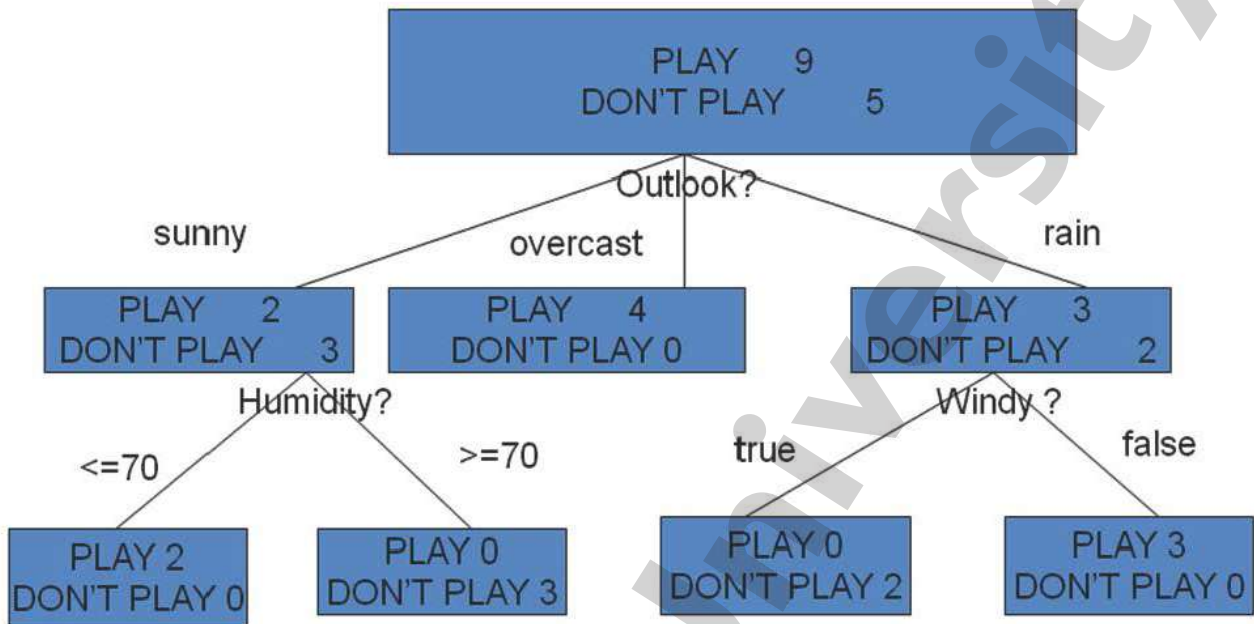 PLAY 9
DON'T PLAY 5
Outlook?
sunny
overcast
rain
PLAY 2
DON'T PLAY 3
PLAY 4
DON'T PLAY 0
PLAY 3
DON'T PLAY 2
Humidity?
Windy ?
<=70
>=70
true
false
PLAY 2
DON'T PLAY 0
PLAY 0
DON'T PLAY 3
PLAY 0
DON'T PLAY 2
PLAY 3
DON'T PLAY 0
University